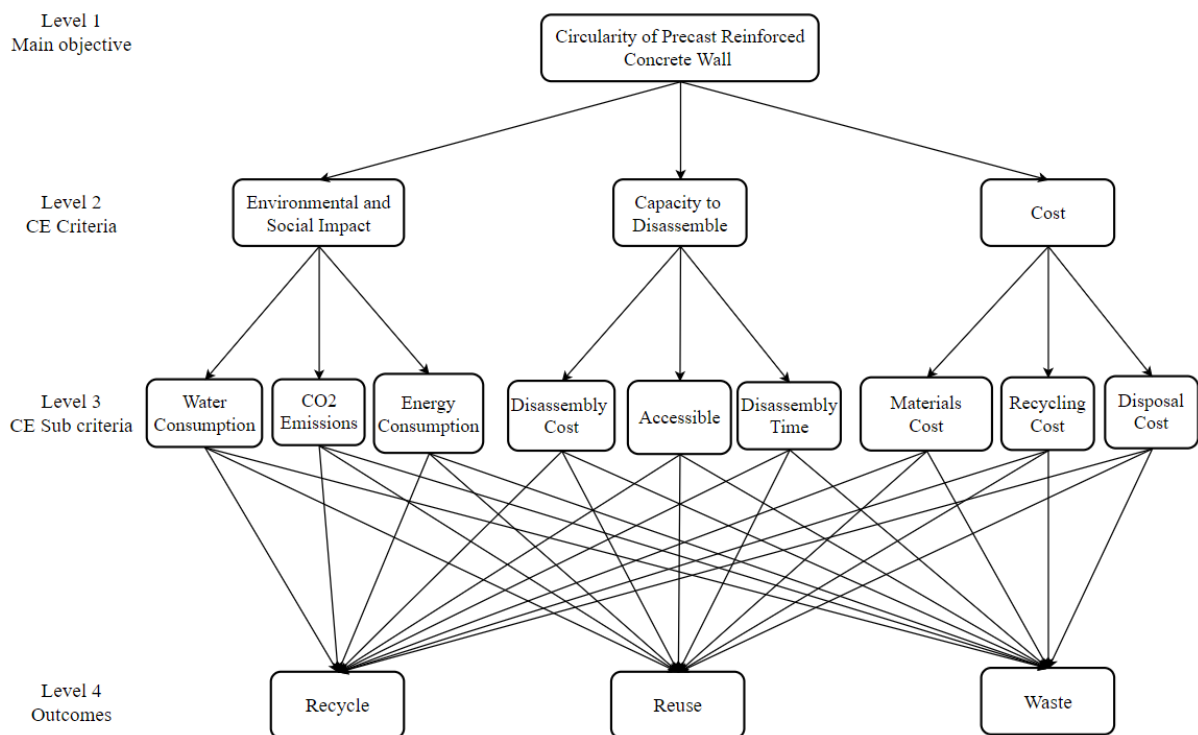 Level 1
Main objective
Circularity of Precast Reinforced
Concrete Wall
Level 2
CE Criteria
Environmental and
Social Impact
Capacity to
Disassemble
Cost
Level 3
CE Sub criteria
Water
Consumption
CO2
Emissions
Energy
Consumption
Disassembly
Cost
Accessible
Disassembly
Time
Materials
Cost
Recycling
Cost
Disposal
Cost
Level 4
Outcomes
Recycle
Reuse
Waste